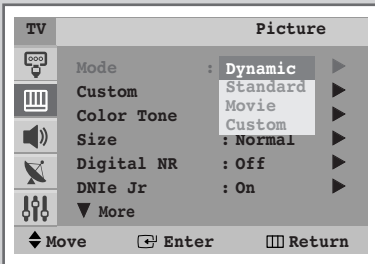 TV Picture
Mode : Dynamic
Standard
Movie
Custom
Custom
Color Tone
Size : Normal
Digital NR : Off
DNIe Jr : On
▼ More
Move Enter Return